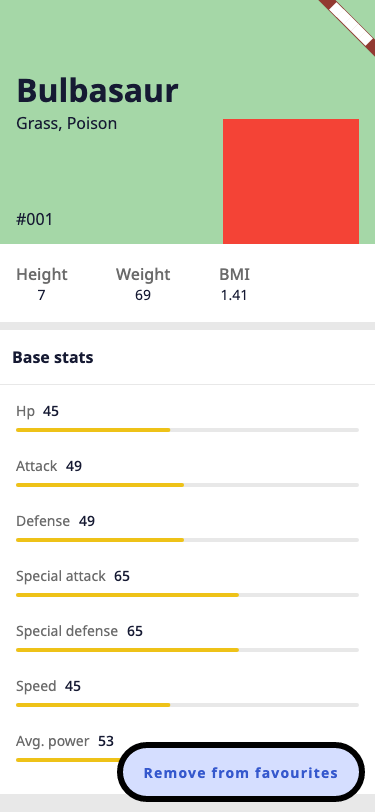 Bulbasaur
Grass, Poison
#001
Height Weight BMI
7 69 1.41
Base stats
Hp 45
Attack 49
Defense 49
Special attack 65
Special defense 65
Speed 45
Avg. power 53
Remove from favourites